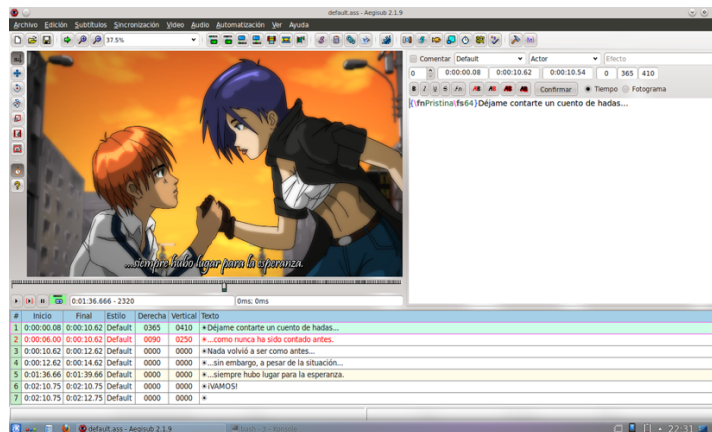 default.ass - Aegisub 2.1.9
Archivo Edición Subtítulos Sincronización Video Audio Automatización Ver Ayuda
37.5%
Comentar Default Actor Efecto
0 0:00:00.08 0:00:10.62 0:00:10.54 0 365 410
B I U S Fn AB AB AB AB Confirmar Tiempo Fotograma
{\fnPristina\fs64}Déjame contarte un cuento de hadas...
...siempre hubo lugar para la esperanza.
0:01:36.666 - 2320 0ms; 0ms
# Inicio Final Estilo Derecha Vertical Texto
1 0:00:00.08 0:00:10.62 Default 0365 0410 ☀Déjame contarte un cuento de hadas...
2 0:00:06.00 0:00:10.62 Default 0090 0250 ☀...como nunca ha sido contado antes.
3 0:00:10.62 0:00:12.62 Default 0000 0000 ☀Nada volvió a ser como antes...
4 0:00:12.62 0:00:14.62 Default 0000 0000 ☀...sin embargo, a pesar de la situación...
5 0:01:36.66 0:01:39.66 Default 0000 0000 ☀...siempre hubo lugar para la esperanza.
6 0:02:10.75 0:02:10.75 Default 0000 0000 ☀¡VAMOS!
7 0:02:10.75 0:02:12.75 Default 0000 0000 ☀
default.ass - Aegisub 2.1.9
22:31